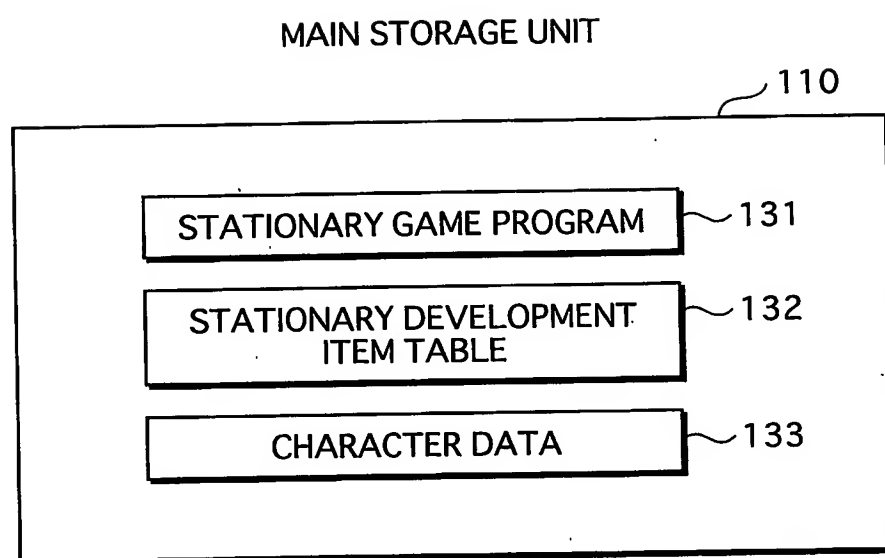 MAIN STORAGE UNIT
110
STATIONARY GAME PROGRAM
131
STATIONARY DEVELOPMENT
ITEM TABLE
132
CHARACTER DATA
133